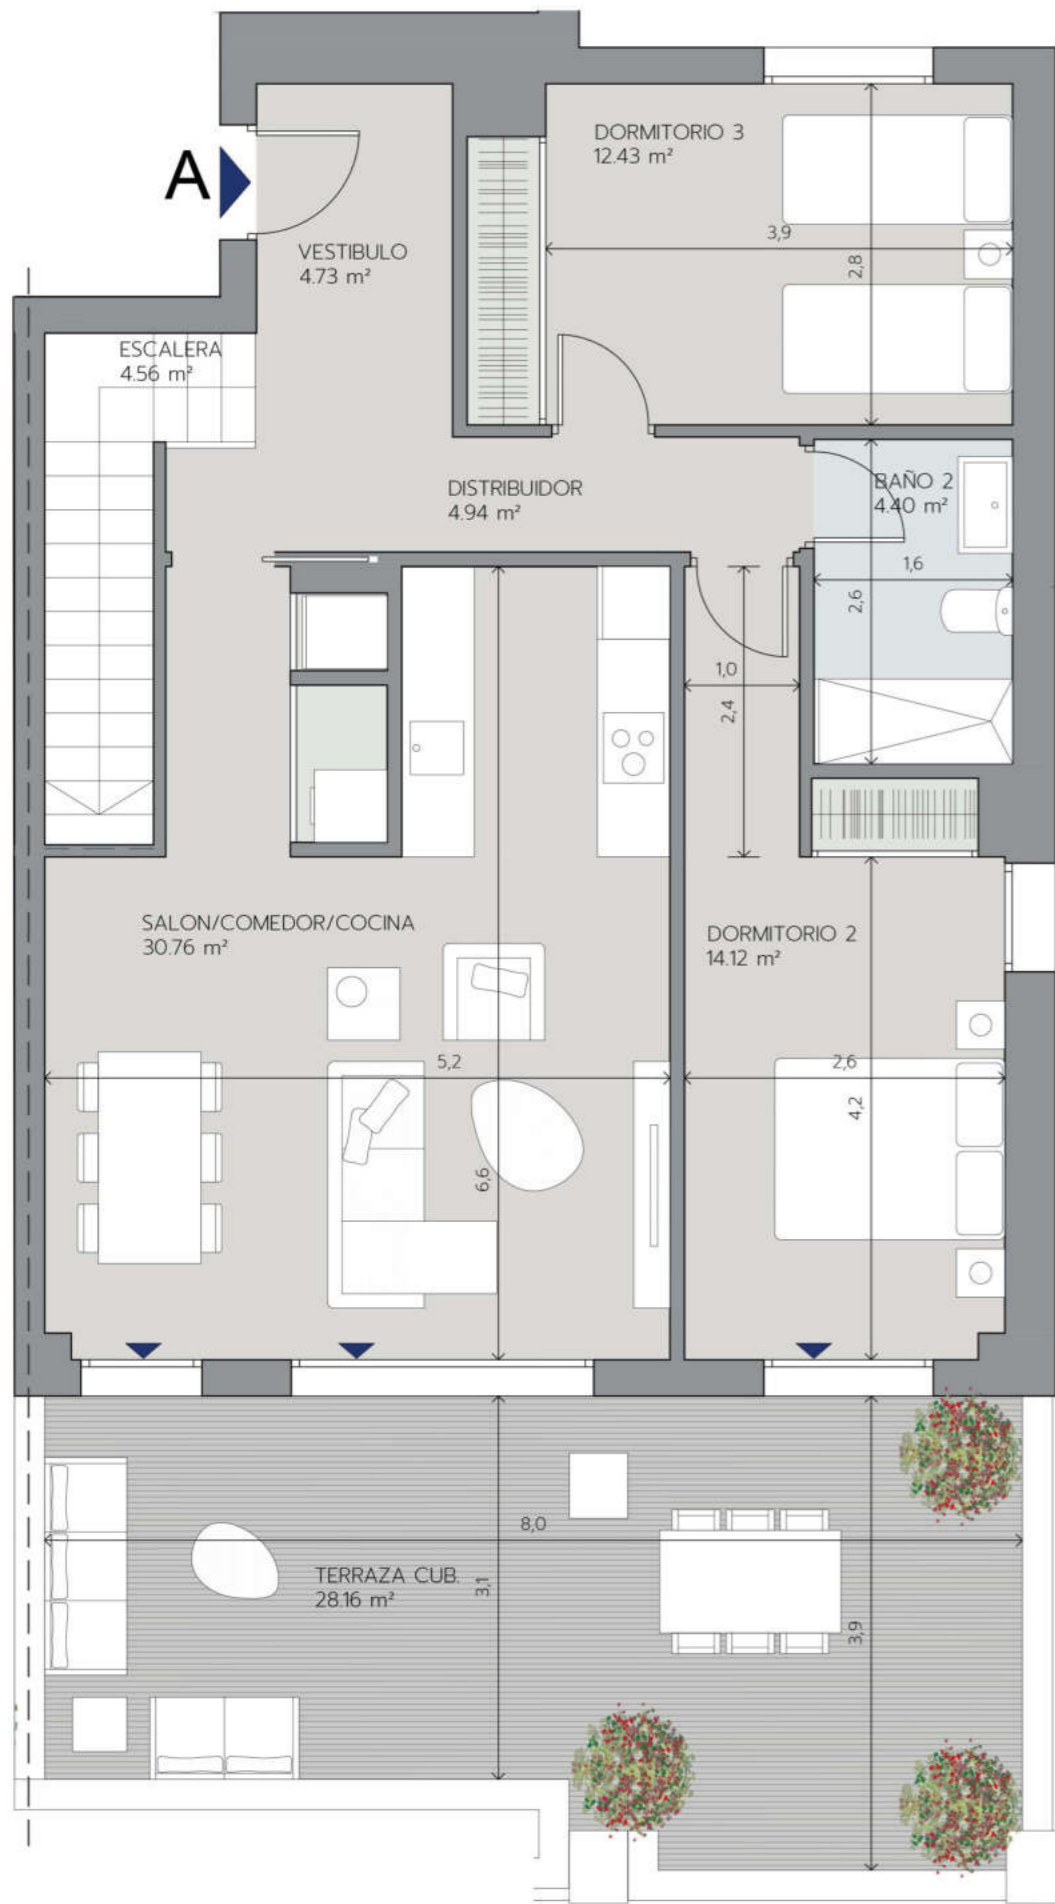 A
DORMITORIO 3
12.43 m²
3,9
2,8
VESTIBULO
4.73 m²
ESCALERA
4.56 m²
DISTRIBUIDOR
4.94 m²
BAÑO 2
4.40 m²
1,6
2,6
1,0
2,4
SALON/COMEDOR/COCINA
30.76 m²
5,2
6,6
DORMITORIO 2
14.12 m²
2,6
4,2
8,0
TERRAZA CUB.
28.16 m²
3,1
3,9